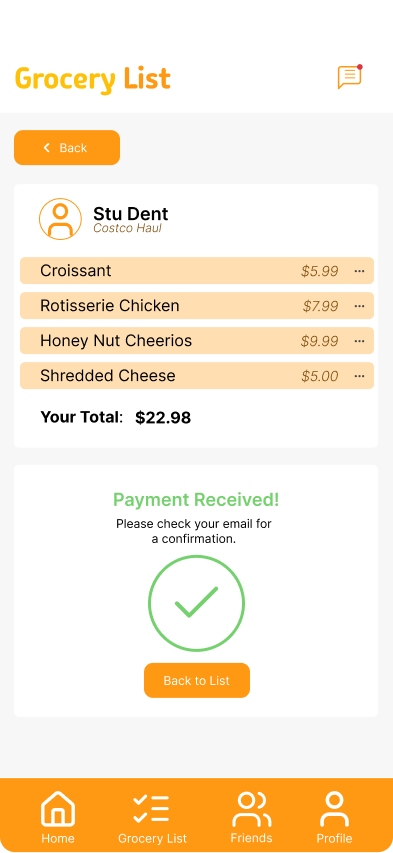 Grocery List
Back
Stu Dent
Costco Haul
Croissant $5.99 ...
Rotisserie Chicken $7.99 ...
Honey Nut Cheerios $9.99 ...
Shredded Cheese $5.00 ...
Your Total: $22.98
Payment Received!
Please check your email for
a confirmation.
Back to List
Home Grocery List Friends Profile